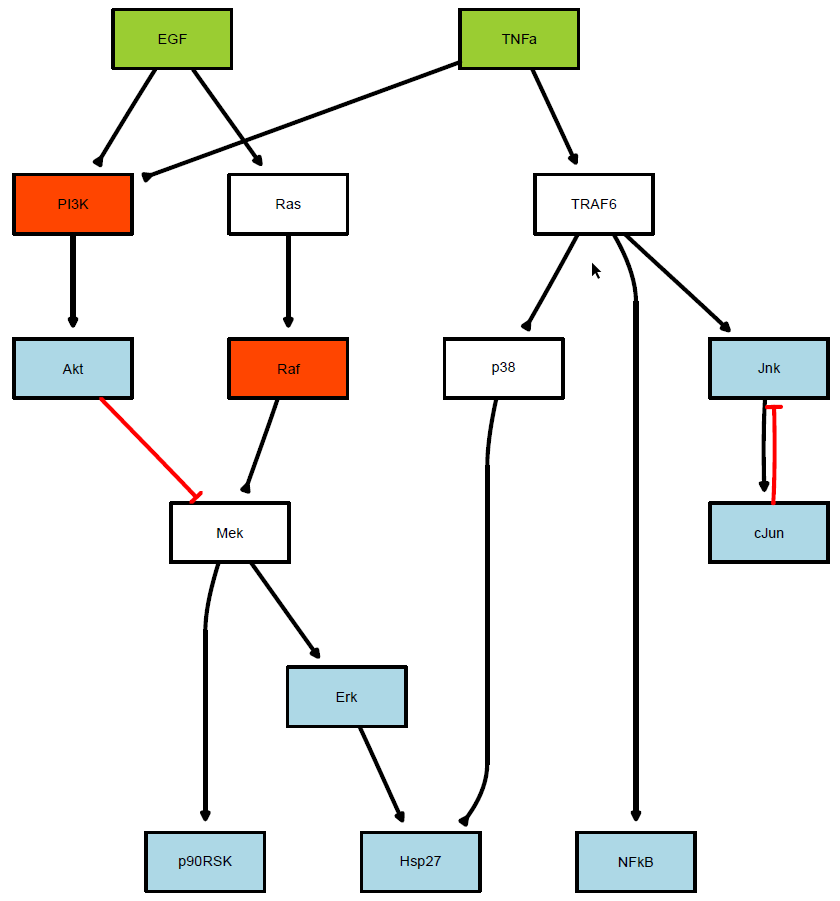 EGF
TNFa
PI3K
Ras
TRAF6
Akt
Raf
p38
Jnk
Mek
cJun
Erk
p90RSK
Hsp27
NFkB